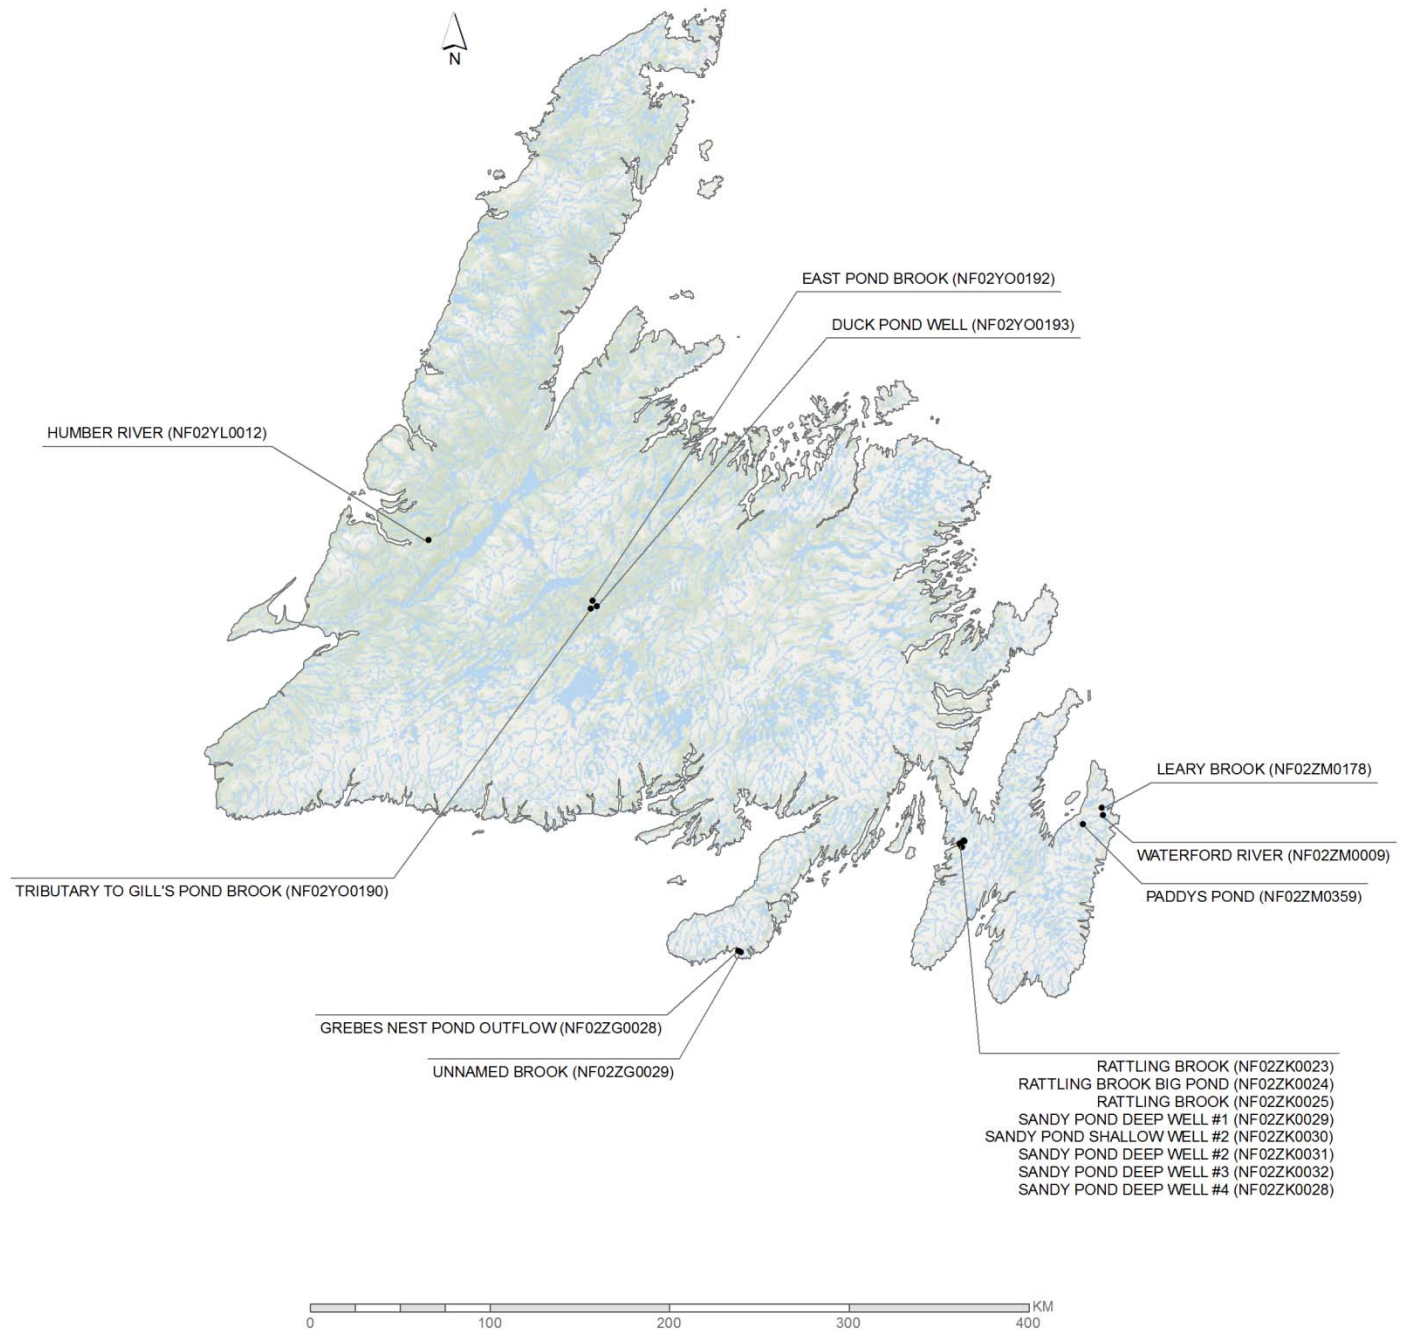 N
EAST POND BROOK (NF02YO0192)
DUCK POND WELL (NF02YO0193)
HUMBER RIVER (NF02YL0012)
LEARY BROOK (NF02ZM0178)
WATERFORD RIVER (NF02ZM0009)
TRIBUTARY TO GILL'S POND BROOK (NF02YO0190)
PADDYS POND (NF02ZM0359)
GREBES NEST POND OUTFLOW (NF02ZG0028)
UNNAMED BROOK (NF02ZG0029)
RATTLING BROOK (NF02ZK0023)
RATTLING BROOK BIG POND (NF02ZK0024)
RATTLING BROOK (NF02ZK0025)
SANDY POND DEEP WELL #1 (NF02ZK0029)
SANDY POND SHALLOW WELL #2 (NF02ZK0030)
SANDY POND DEEP WELL #2 (NF02ZK0031)
SANDY POND DEEP WELL #3 (NF02ZK0032)
SANDY POND DEEP WELL #4 (NF02ZK0028)
KM
0 100 200 300 400